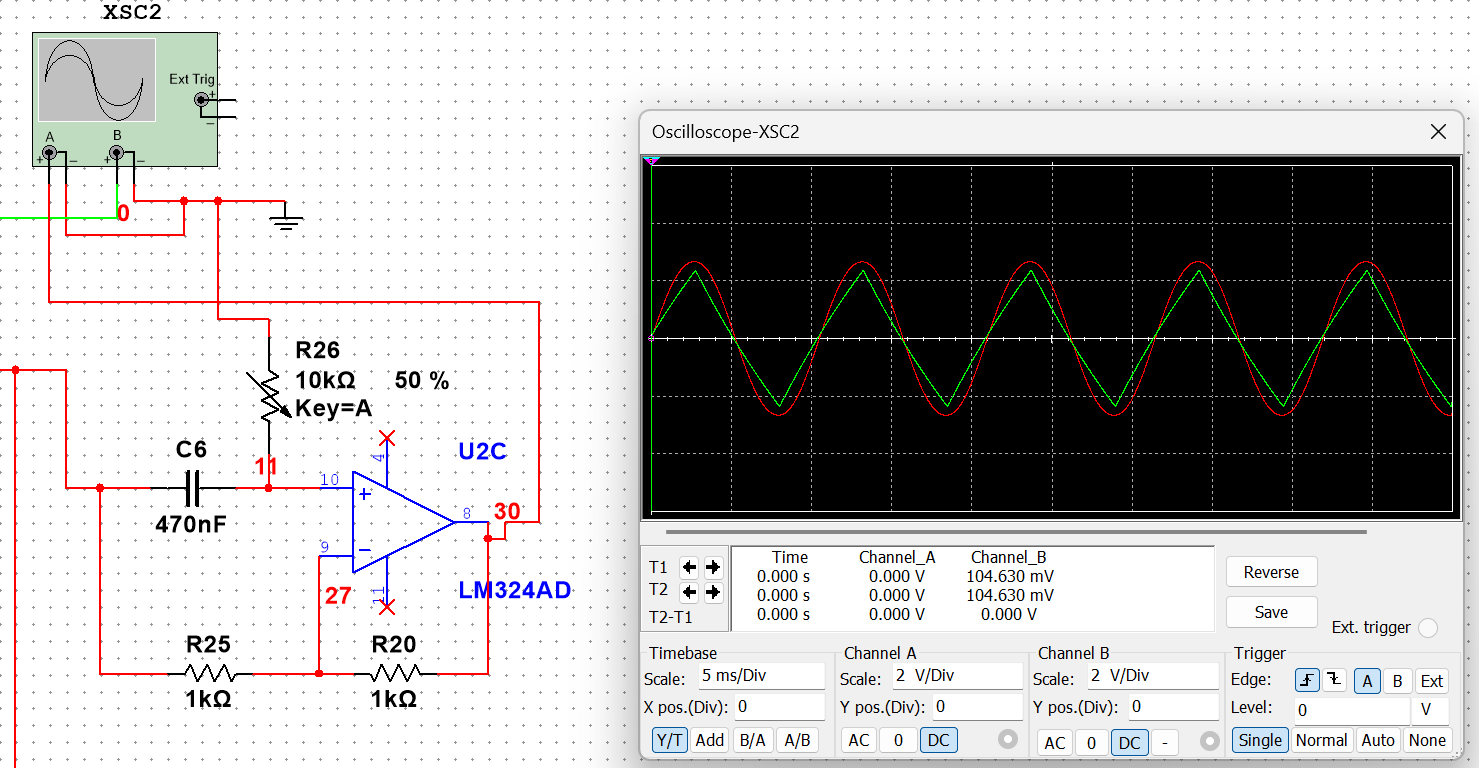 XSC2
Ext Trig
+
−
A
B
+
−
+
−
0
R26
10kΩ 50 %
Key=A
C6
470nF
11
10
4
U2C
+
8
30
9
−
27
11
LM324AD
R25
1kΩ
R20
1kΩ
Oscilloscope-XSC2
Time Channel_A Channel_B
T1 0.000 s 0.000 V 104.630 mV
T2 0.000 s 0.000 V 104.630 mV
T2-T1 0.000 s 0.000 V 0.000 V
Reverse
Save
Ext. trigger
Timebase
Scale: 5 ms/Div
X pos.(Div): 0
Y/T Add B/A A/B
Channel A
Scale: 2 V/Div
Y pos.(Div): 0
AC 0 DC
Channel B
Scale: 2 V/Div
Y pos.(Div): 0
AC 0 DC -
Trigger
Edge: A B Ext
Level: 0 V
Single Normal Auto None